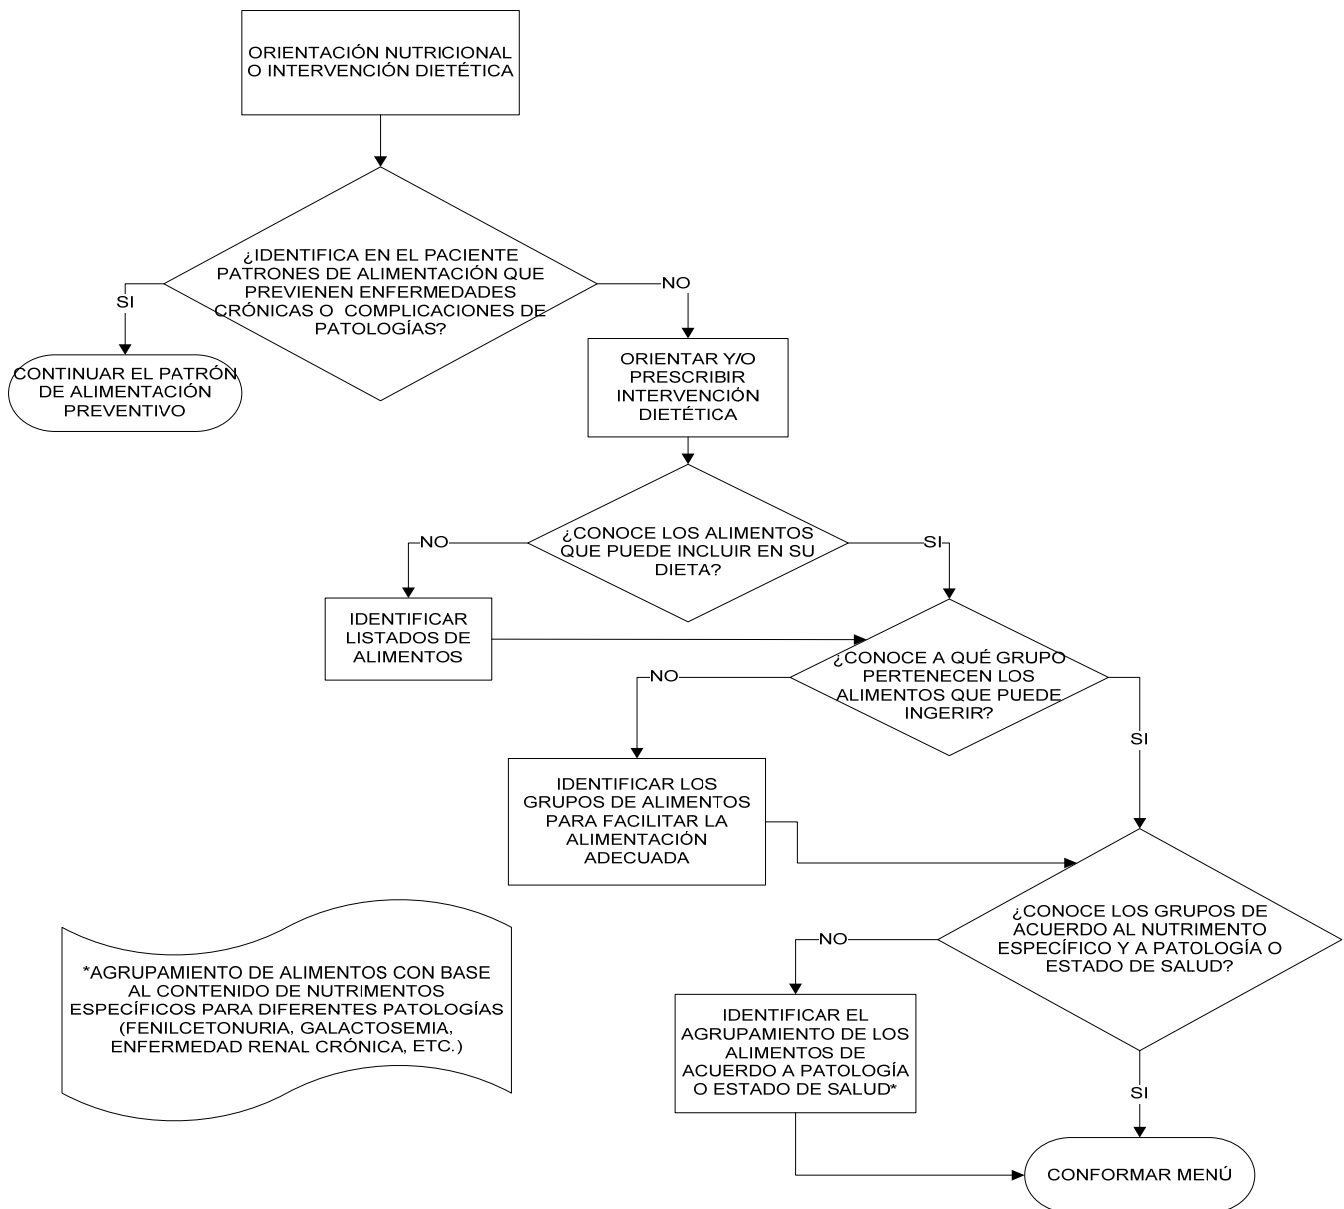 ORIENTACIÓN NUTRICIONAL
O INTERVENCIÓN DIETÉTICA
¿IDENTIFICA EN EL PACIENTE
PATRONES DE ALIMENTACIÓN QUE
PREVIENEN ENFERMEDADES
CRÓNICAS O COMPLICACIONES DE
PATOLOGÍAS?
SI
NO
CONTINUAR EL PATRÓN
DE ALIMENTACIÓN
PREVENTIVO
ORIENTAR Y/O
PRESCRIBIR
INTERVENCIÓN
DIETÉTICA
¿CONOCE LOS ALIMENTOS
QUE PUEDE INCLUIR EN SU
DIETA?
NO
SI
IDENTIFICAR
LISTADOS DE
ALIMENTOS
¿CONOCE A QUÉ GRUPO
PERTENECEN LOS
ALIMENTOS QUE PUEDE
INGERIR?
NO
SI
IDENTIFICAR LOS
GRUPOS DE ALIMENTOS
PARA FACILITAR LA
ALIMENTACIÓN
ADECUADA
¿CONOCE LOS GRUPOS DE
ACUERDO AL NUTRIMENTO
ESPECÍFICO Y A PATOLOGÍA O
ESTADO DE SALUD?
NO
SI
*AGRUPAMIENTO DE ALIMENTOS CON BASE
AL CONTENIDO DE NUTRIMENTOS
ESPECÍFICOS PARA DIFERENTES PATOLOGÍAS
(FENILCETONURIA, GALACTOSEMIA,
ENFERMEDAD RENAL CRÓNICA, ETC.)
IDENTIFICAR EL
AGRUPAMIENTO DE LOS
ALIMENTOS DE
ACUERDO A PATOLOGÍA
O ESTADO DE SALUD*
CONFORMAR MENÚ